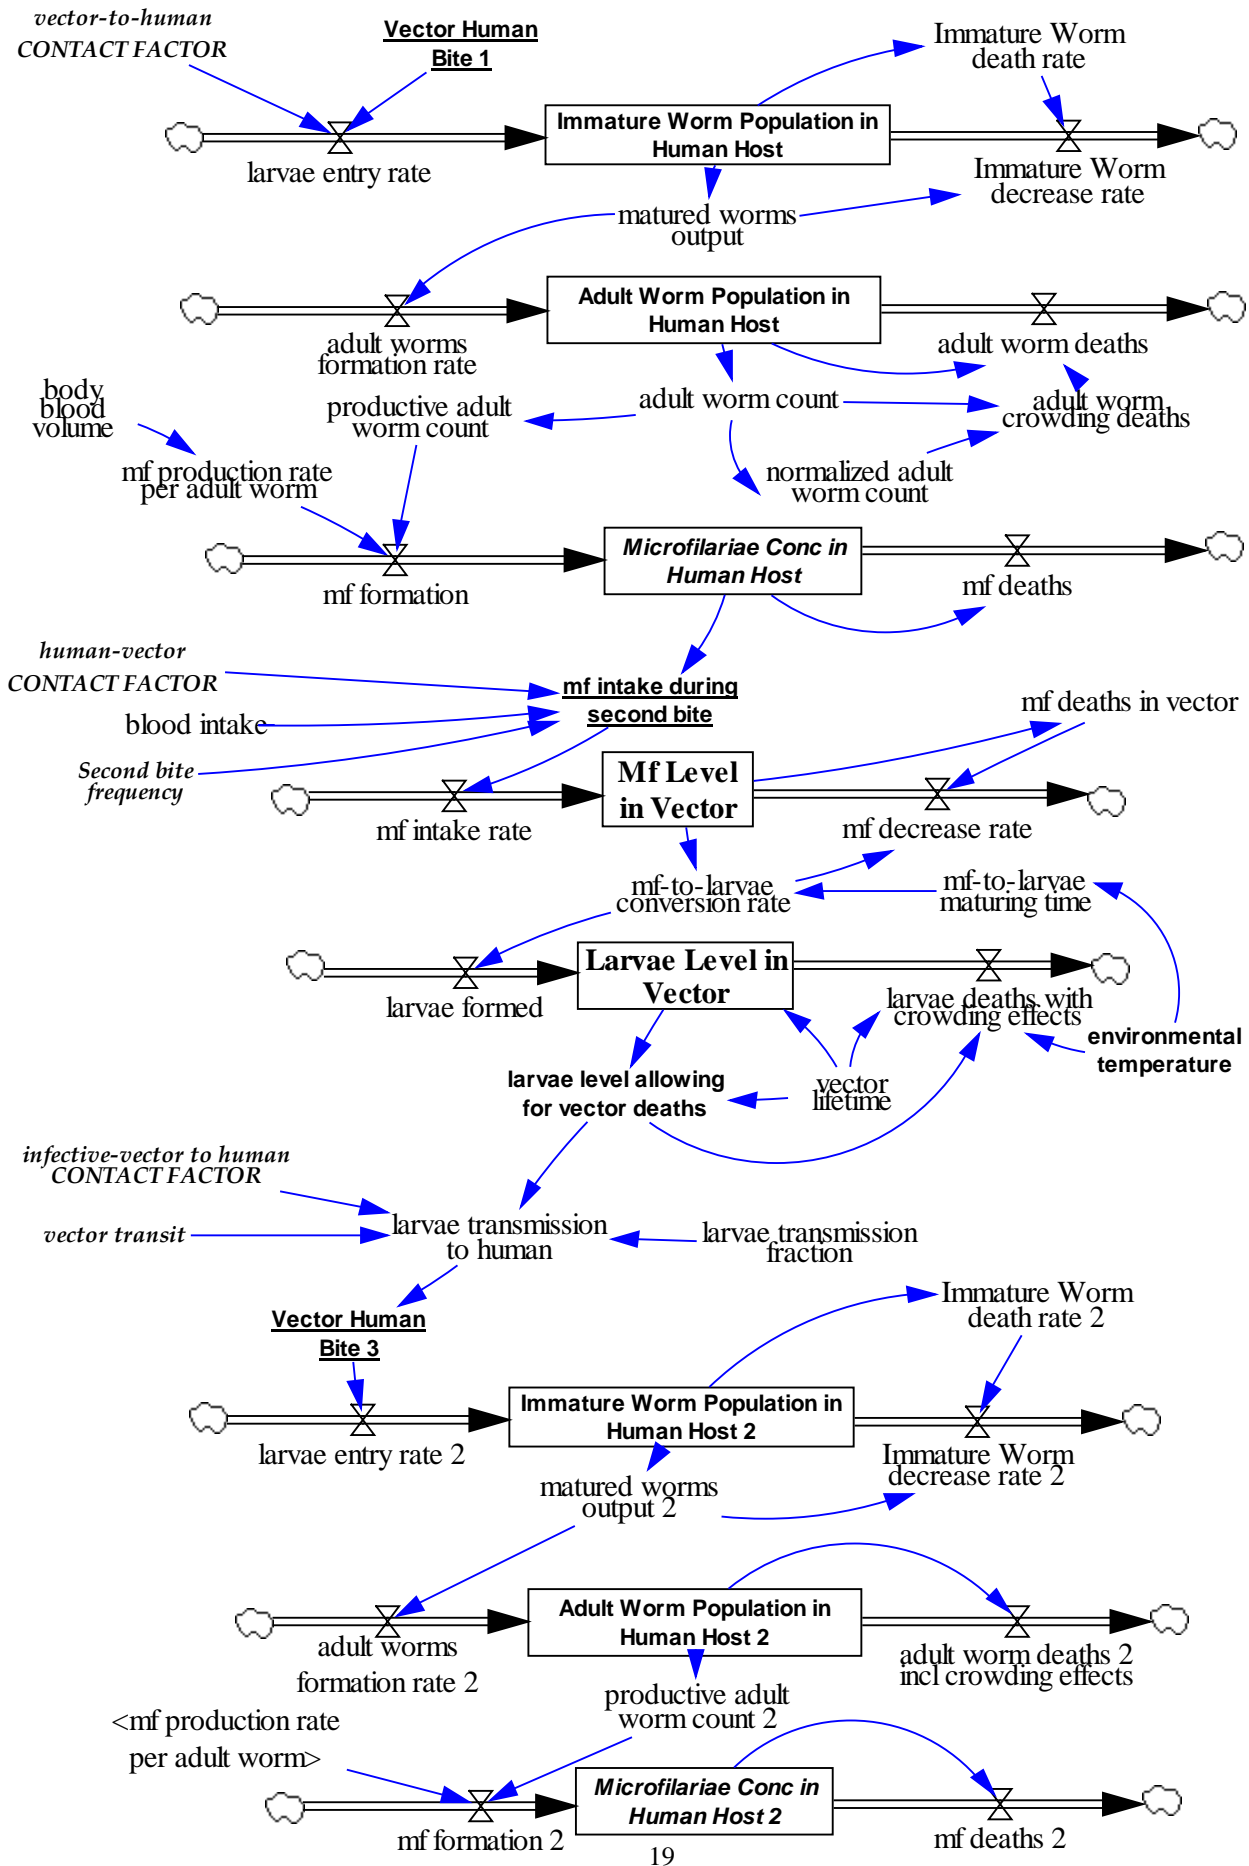 vector-to-human
CONTACT FACTOR
Vector Human
Bite 1
Immature Worm
death rate
Immature Worm Population in
Human Host
larvae entry rate
Immature Worm
decrease rate
matured worms
output
Adult Worm Population in
Human Host
adult worms
formation rate
adult worm deaths
body
blood
volume
productive adult
worm count
adult worm count
adult worm
crowding deaths
mf production rate
per adult worm
normalized adult
worm count
Microfilariae Conc in
Human Host
mf formation
mf deaths
human-vector
CONTACT FACTOR
mf intake during
second bite
blood intake
mf deaths in vector
Second bite
frequency
Mf Level
in Vector
mf intake rate
mf decrease rate
mf-to-larvae
conversion rate
mf-to-larvae
maturing time
Larvae Level in
Vector
larvae formed
larvae deaths with
crowding effects
environmental
temperature
larvae level allowing
for vector deaths
vector
lifetime
infective-vector to human
CONTACT FACTOR
vector transit
larvae transmission
to human
larvae transmission
fraction
Vector Human
Bite 3
Immature Worm
death rate 2
Immature Worm Population in
Human Host 2
larvae entry rate 2
Immature Worm
decrease rate 2
matured worms
output 2
Adult Worm Population in
Human Host 2
adult worms
formation rate 2
adult worm deaths 2
incl crowding effects
<mf production rate
per adult worm>
productive adult
worm count 2
Microfilariae Conc in
Human Host 2
mf formation 2
mf deaths 2
19